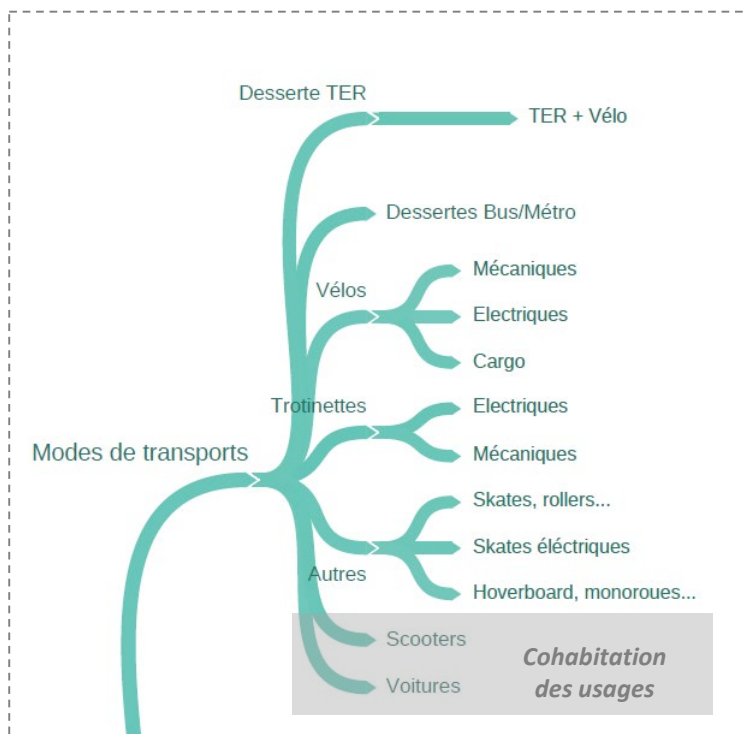 Desserte TER
TER + Vélo
Dessertes Bus/Métro
Vélos
Mécaniques
Electriques
Cargo
Trotinettes
Electriques
Mécaniques
Modes de transports
Skates, rollers...
Skates éléctriques
Autres
Hoverboard, monoroues...
Scooters
Voitures
Cohabitation
des usages